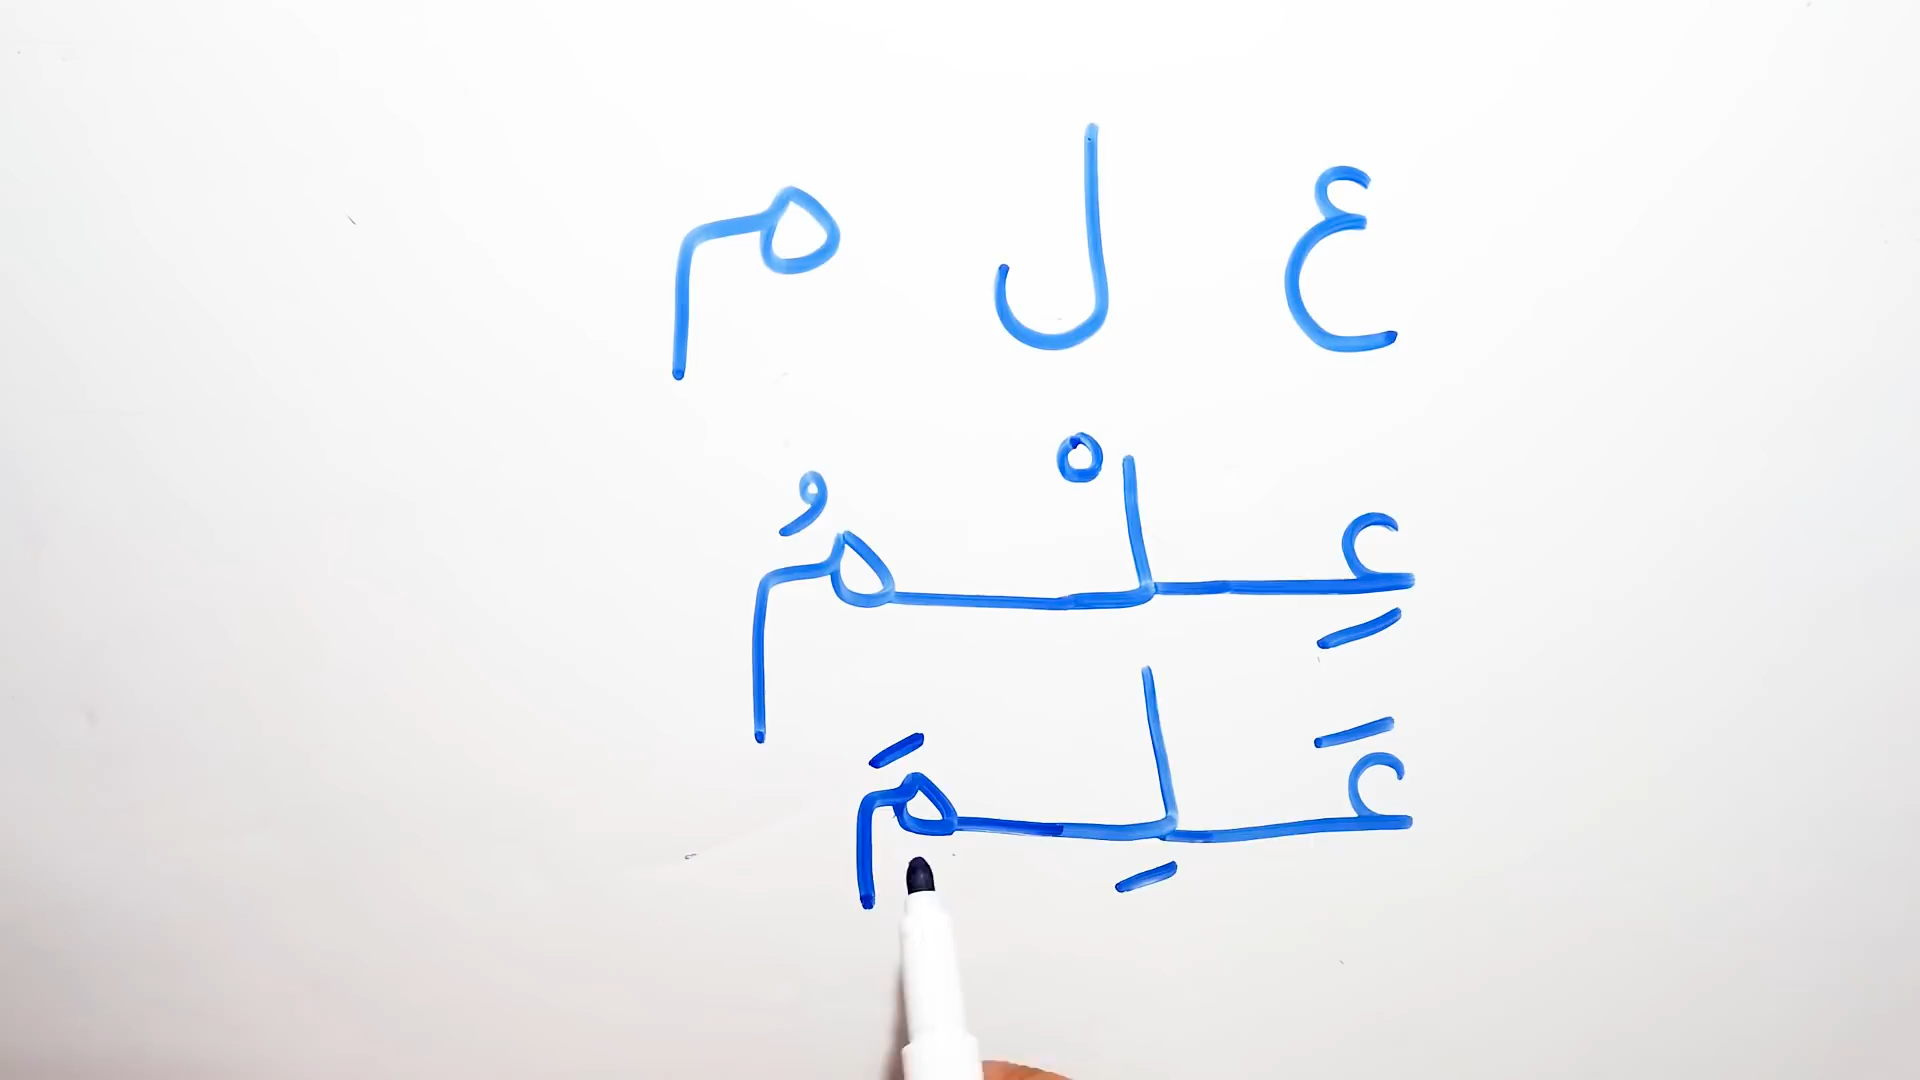 ع ل م
عِلْمُ
عَلِمَ